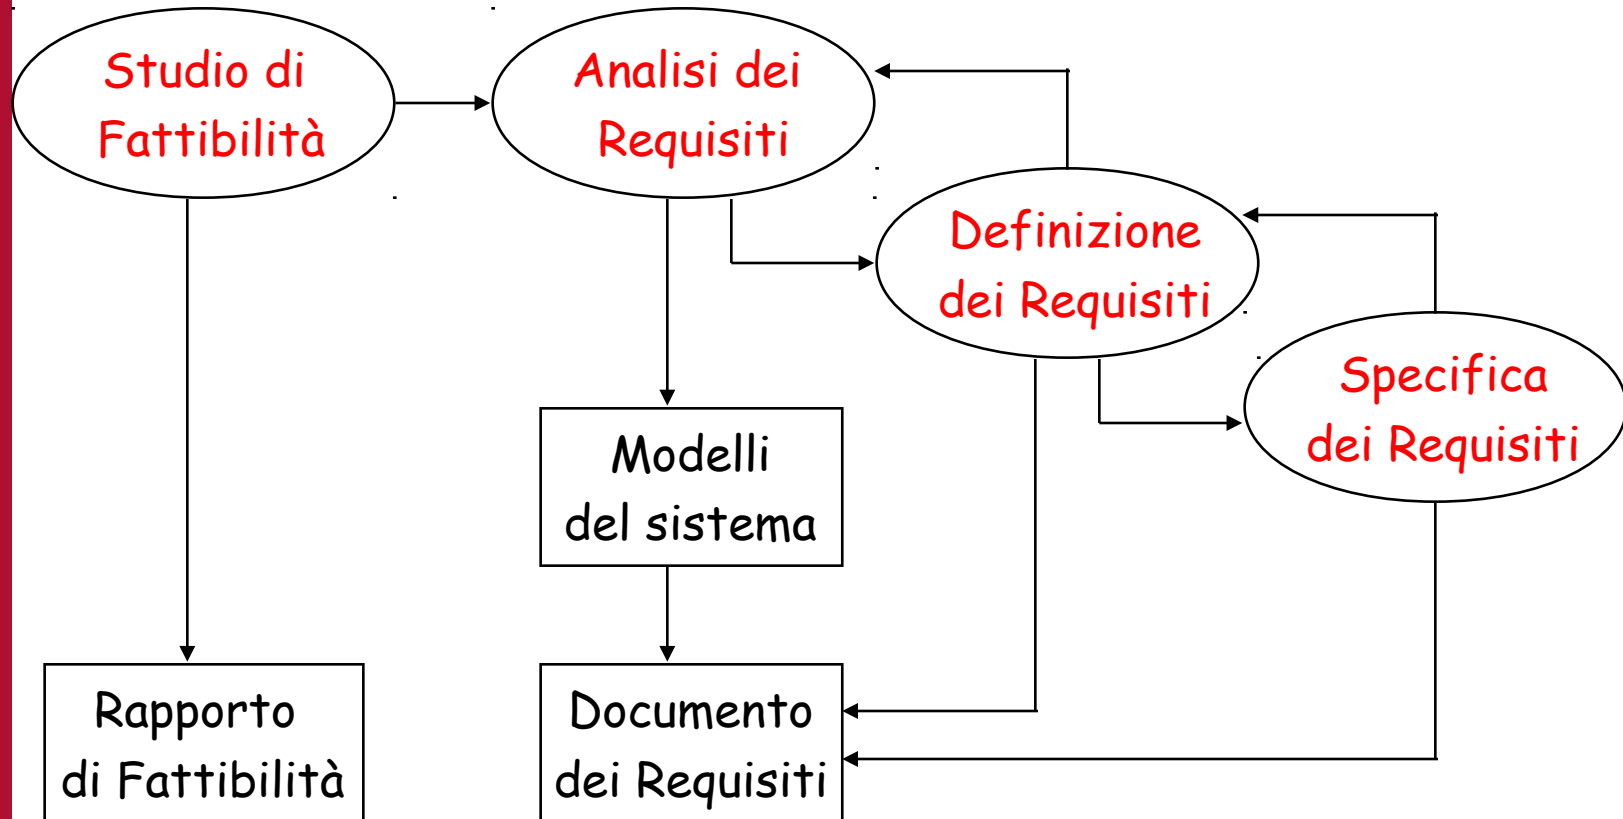 Studio di
Fattibilità
Analisi dei
Requisiti
Definizione
dei Requisiti
Specifica
dei Requisiti
Modelli
del sistema
Rapporto
di Fattibilità
Documento
dei Requisiti